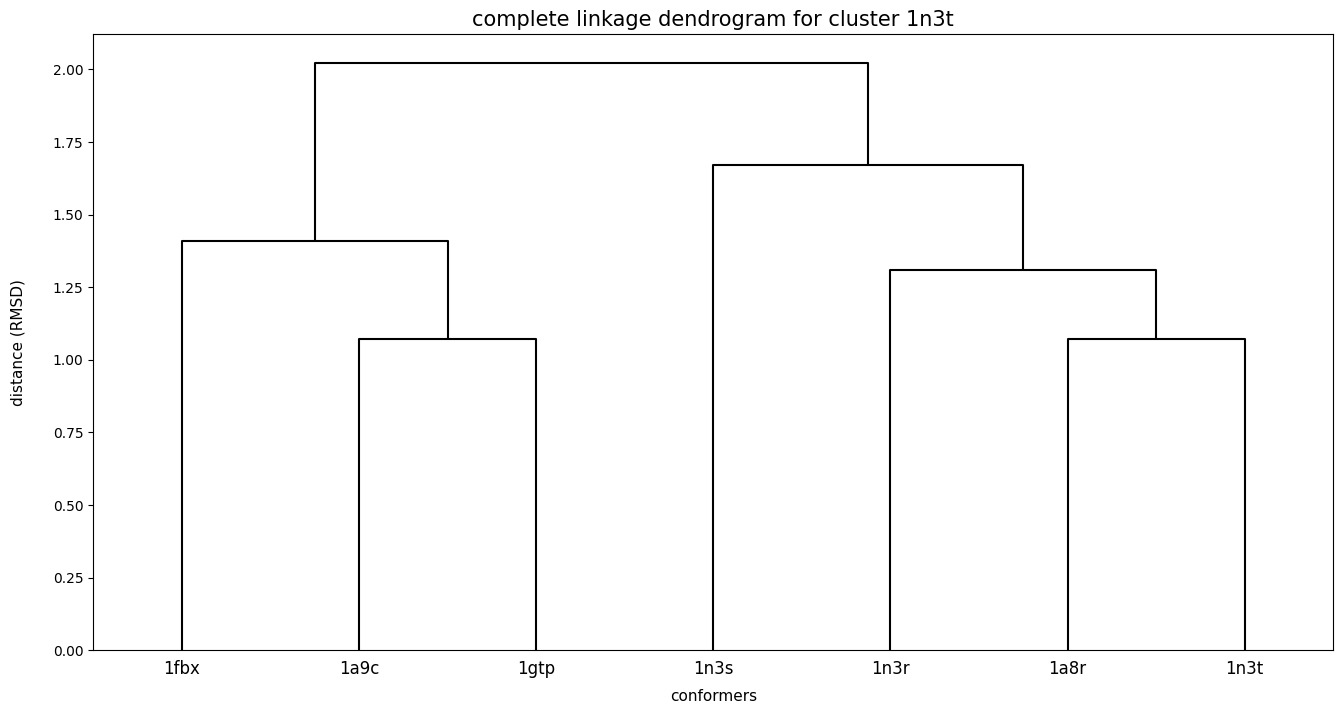 complete linkage dendrogram for cluster 1n3t
2.00
1.75
1.50
1.25
1.00
0.75
0.50
0.25
0.00
distance (RMSD)
1fbx 1a9c 1gtp 1n3s 1n3r 1a8r 1n3t
conformers